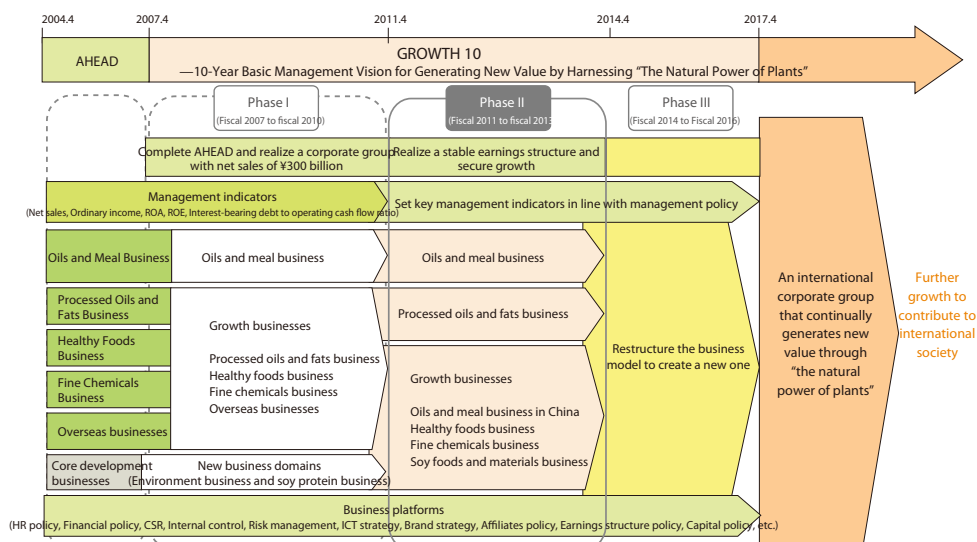 2004.4
2007.4
2011.4
2014.4
2017.4
AHEAD
GROWTH 10
—10-Year Basic Management Vision for Generating New Value by Harnessing “The Natural Power of Plants”
Phase I
(Fiscal 2007 to fiscal 2010)
Phase II
(Fiscal 2011 to fiscal 2013
Phase III
(Fiscal 2014 to Fiscal 2016)
Complete AHEAD and realize a corporate group
with net sales of ¥300 billion
Realize a stable earnings structure and
secure growth
Management indicators
(Net sales, Ordinary income, ROA, ROE, Interest-bearing debt to operating cash flow ratio)
Set key management indicators in line with management policy
Oils and Meal Business
Oils and meal business
Oils and meal business
Processed Oils and
Fats Business
Healthy Foods
Business
Fine Chemicals
Business
Overseas businesses
Growth businesses
Processed oils and fats business
Healthy foods business
Fine chemicals business
Overseas businesses
Processed oils and fats business
Growth businesses
Oils and meal business in China
Healthy foods business
Fine chemicals business
Soy foods and materials business
Restructure the business
model to create a new one
An international
corporate group
that continually
generates new
value through
“the natural
power of plants”
Further
growth to
contribute to
international
society
Core development
businesses
New business domains
(Environment business and soy protein business)
Business platforms
(HR policy, Financial policy, CSR, Internal control, Risk management, ICT strategy, Brand strategy, Affiliates policy, Earnings structure policy, Capital policy, etc.)